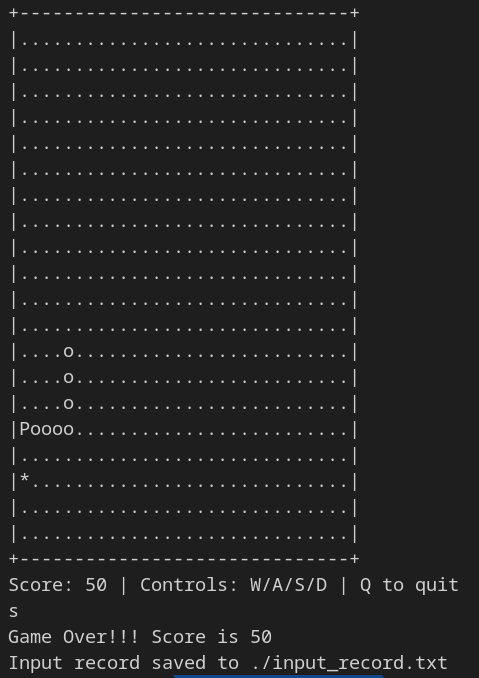 +------------------------------+
|..............................|
|..............................|
|..............................|
|..............................|
|..............................|
|..............................|
|..............................|
|..............................|
|..............................|
|..............................|
|..............................|
|..............................|
|....o.........................|
|....o.........................|
|....o.........................|
|Poooo.........................|
|..............................|
|*.............................|
|..............................|
|..............................|
+------------------------------+
Score: 50 | Controls: W/A/S/D | Q to quit
s
Game Over!!! Score is 50
Input record saved to ./input_record.txt